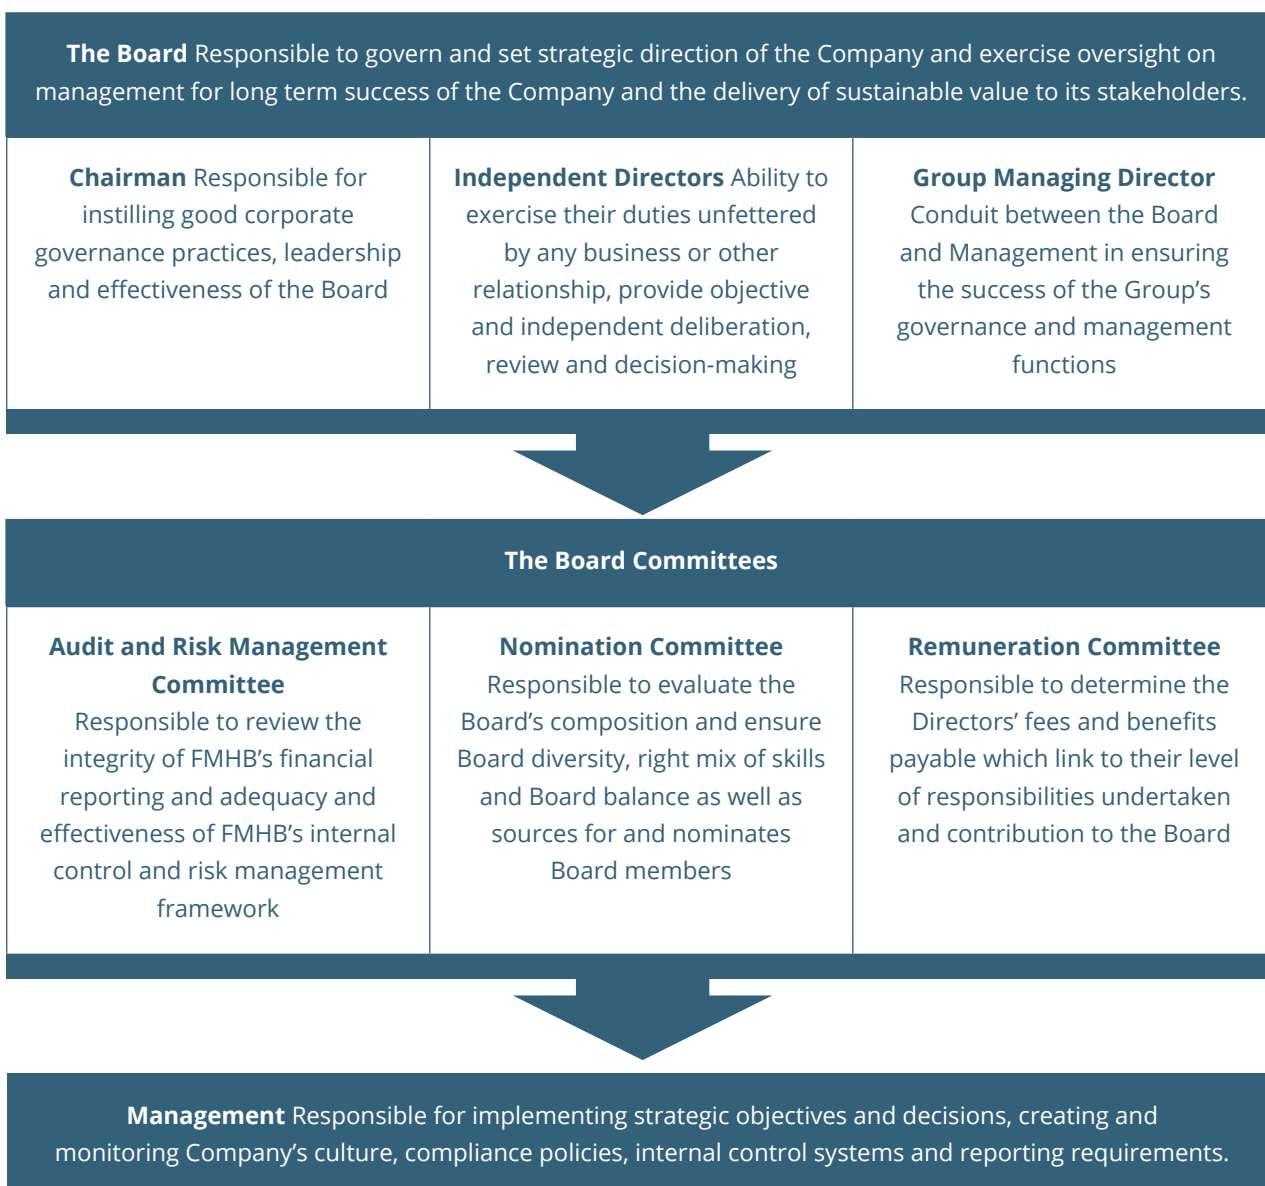 The Board Responsible to govern and set strategic direction of the Company and exercise oversight on
management for long term success of the Company and the delivery of sustainable value to its stakeholders.
Chairman Responsible for
instilling good corporate
governance practices, leadership
and effectiveness of the Board
Independent Directors Ability to
exercise their duties unfettered
by any business or other
relationship, provide objective
and independent deliberation,
review and decision-making
Group Managing Director
Conduit between the Board
and Management in ensuring
the success of the Group’s
governance and management
functions
The Board Committees
Audit and Risk Management
Committee
Responsible to review the
integrity of FMHB’s financial
reporting and adequacy and
effectiveness of FMHB’s internal
control and risk management
framework
Nomination Committee
Responsible to evaluate the
Board’s composition and ensure
Board diversity, right mix of skills
and Board balance as well as
sources for and nominates
Board members
Remuneration Committee
Responsible to determine the
Directors’ fees and benefits
payable which link to their level
of responsibilities undertaken
and contribution to the Board
Management Responsible for implementing strategic objectives and decisions, creating and
monitoring Company’s culture, compliance policies, internal control systems and reporting requirements.